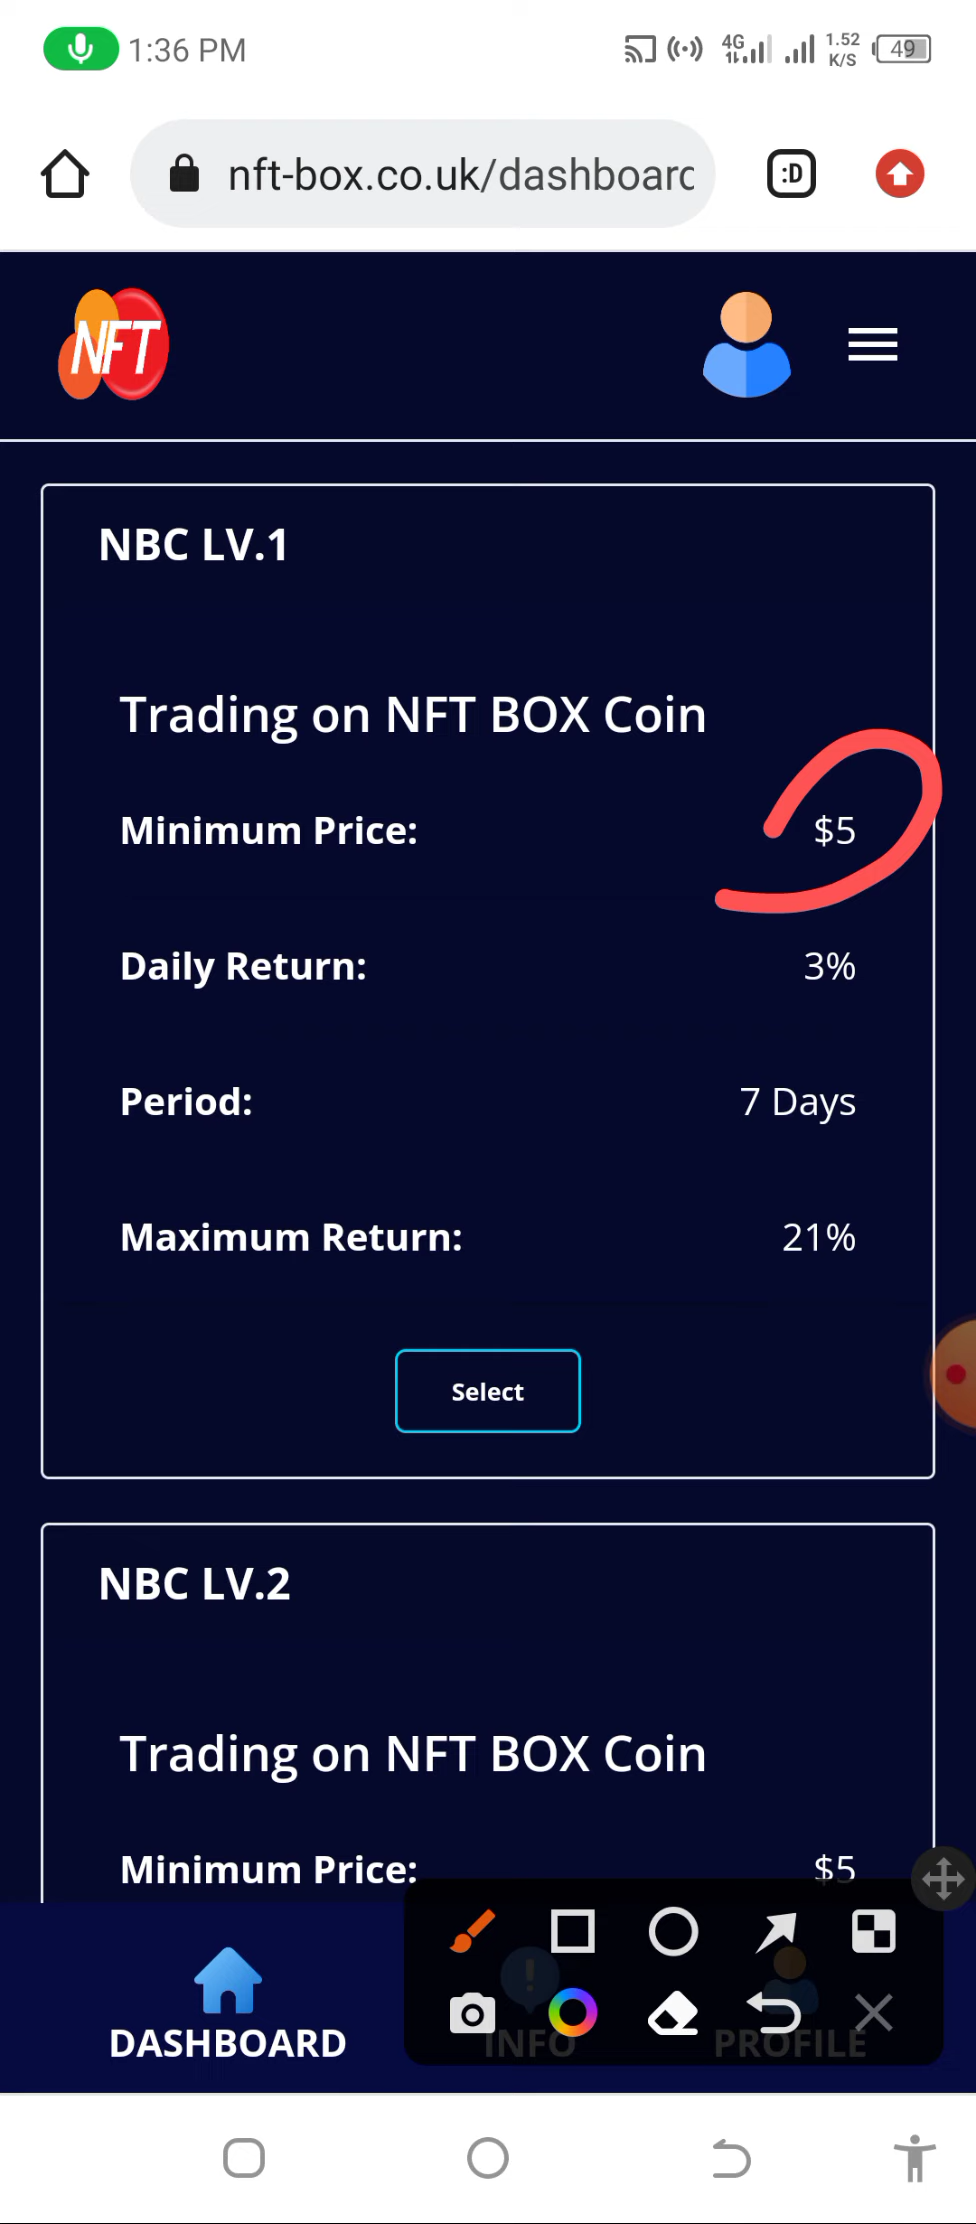 1:36 PM
4G
1.52
K/S
49
nft-box.co.uk/dashboard
:D
NFT
NBC LV.1
Trading on NFT BOX Coin
Minimum Price: $5
Daily Return: 3%
Period: 7 Days
Maximum Return: 21%
Select
NBC LV.2
Trading on NFT BOX Coin
Minimum Price: $5
DASHBOARD INFO PROFILE